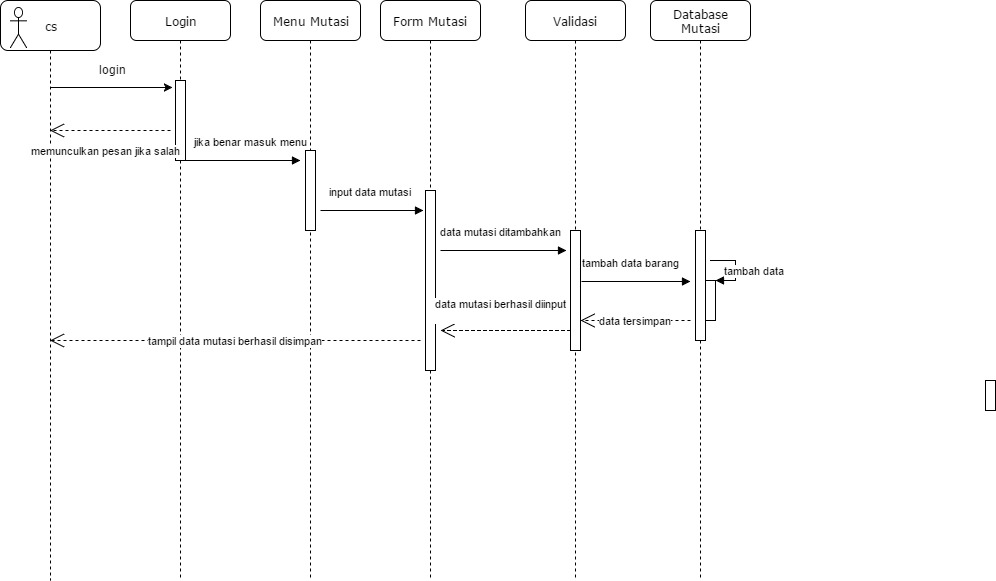 cs
Login
Menu Mutasi
Form Mutasi
Validasi
Database
Mutasi
login
jika benar masuk menu
memunculkan pesan jika salah
input data mutasi
data mutasi ditambahkan
tambah data barang
tambah data
data mutasi berhasil diinput
data tersimpan
tampil data mutasi berhasil disimpan